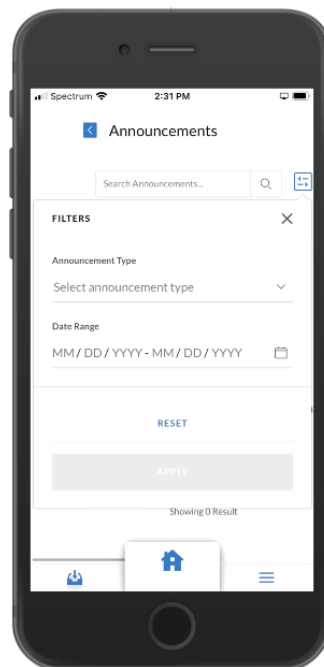 Spectrum 2:31 PM
Announcements
Search Announcements...
FILTERS
Announcement Type
Select announcement type
Date Range
MM / DD / YYYY - MM / DD / YYYY
RESET
APPLY
Showing 0 Result